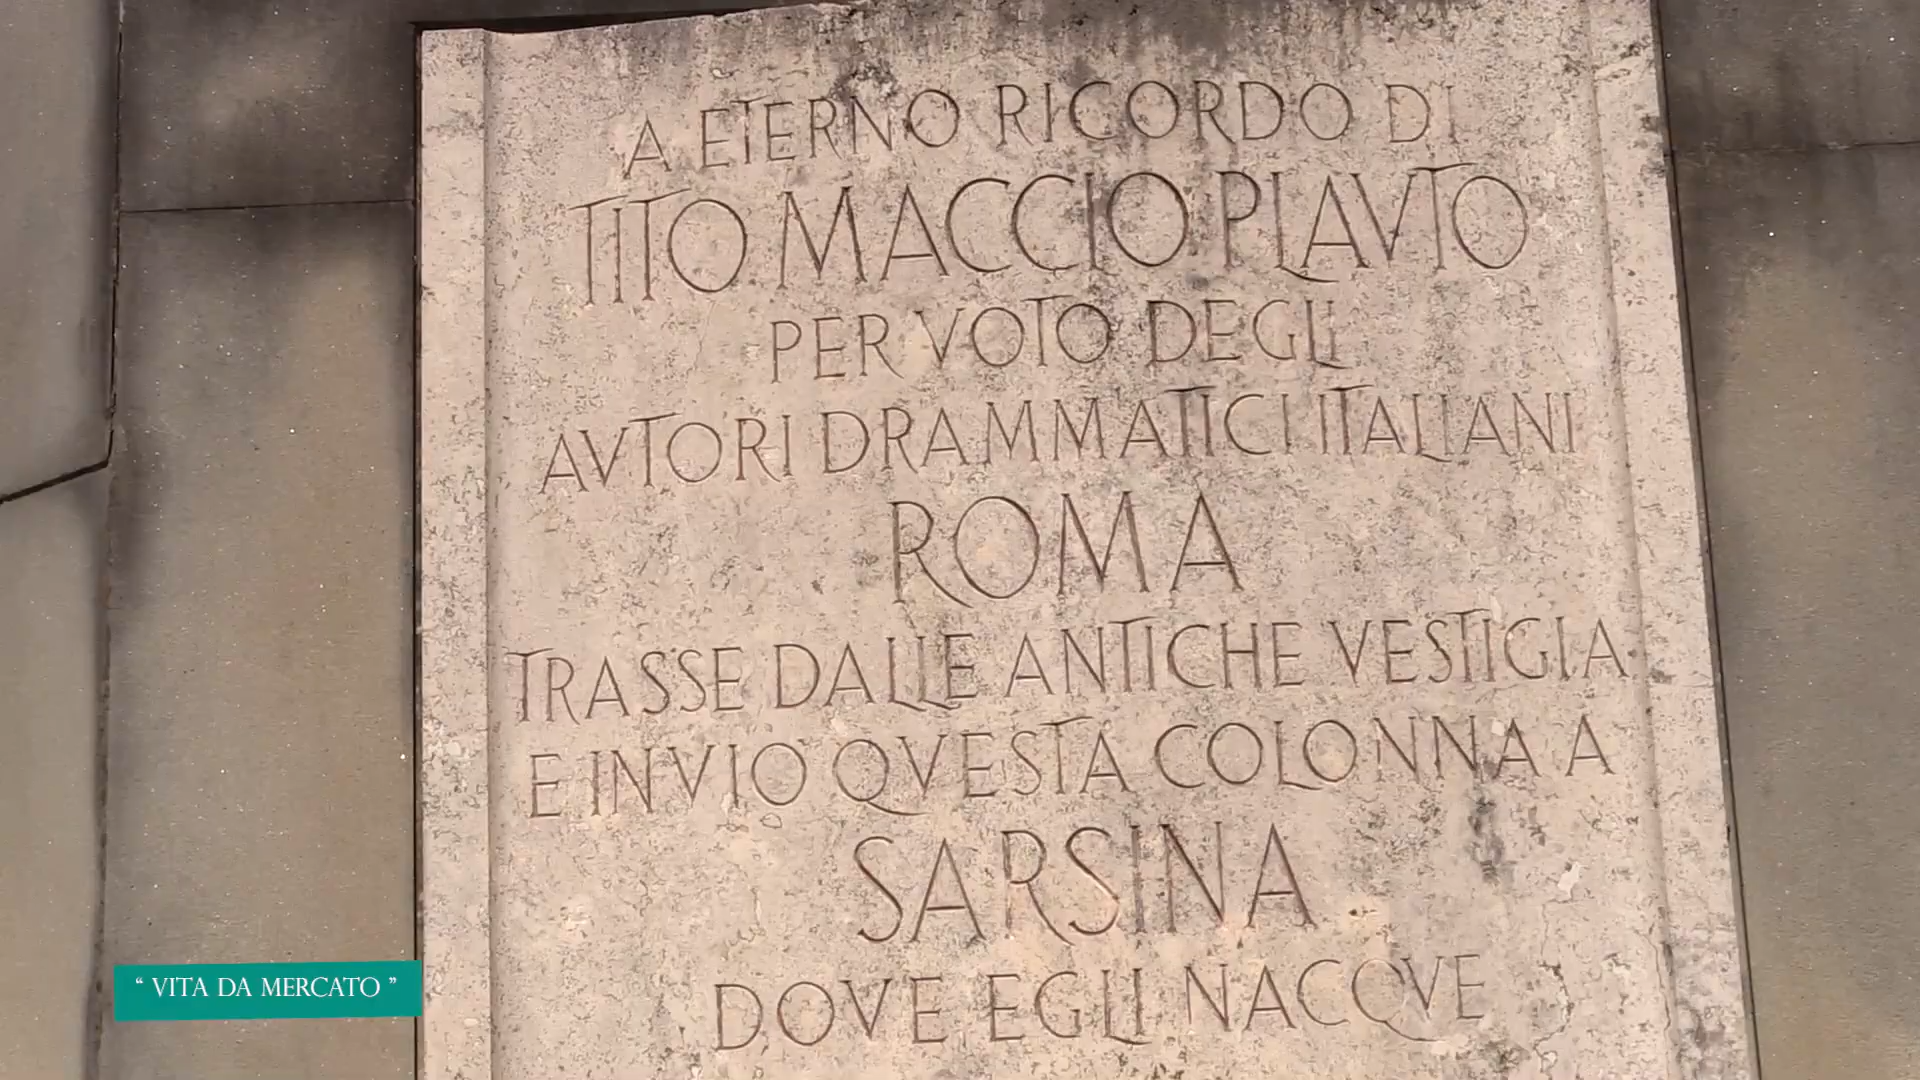 A ETERNO RICORDO DI
TITO MACCIO PLAVTO
PER VOTO DEGLI
AVTORI DRAMMATICI ITALIANI
ROMA
TRASSE DALLE ANTICHE VESTIGIA
E INVIO QVESTA COLONNA A
SARSINA
DOVE EGLI NACQVE
“ VITA DA MERCATO ”